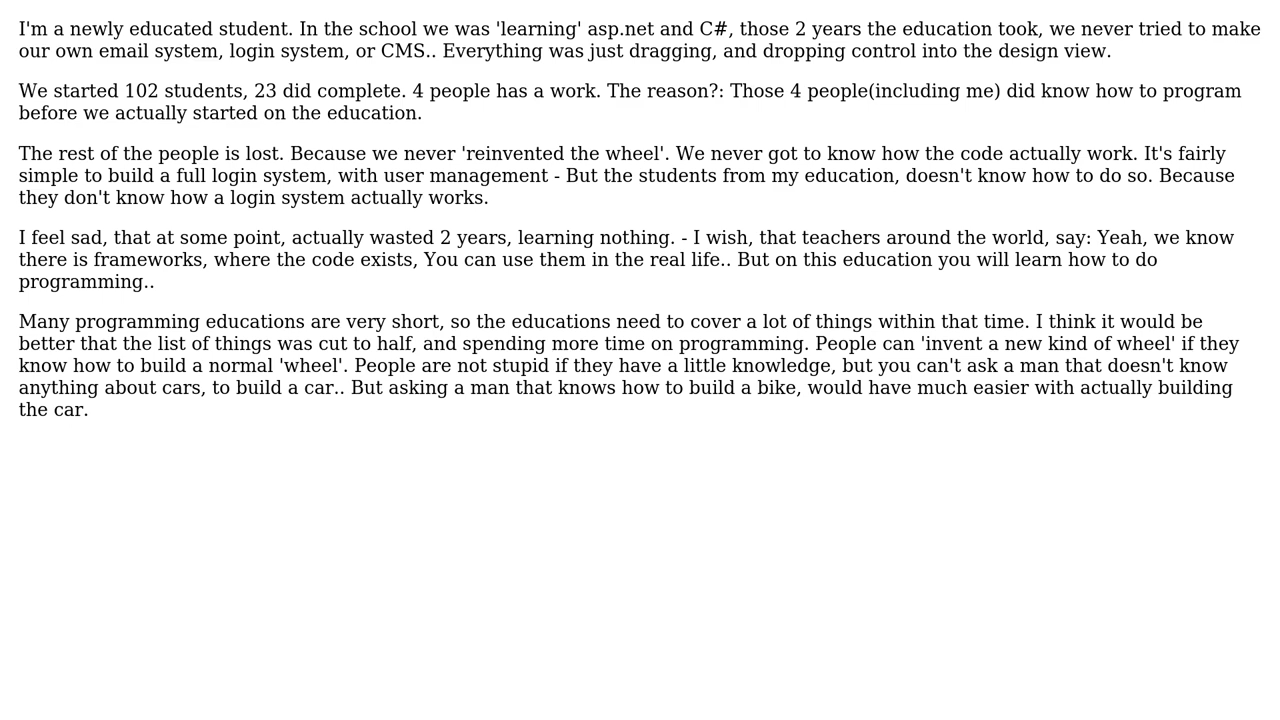 I'm a newly educated student. In the school we was 'learning' asp.net and C#, those 2 years the education took, we never tried to make
our own email system, login system, or CMS.. Everything was just dragging, and dropping control into the design view.
We started 102 students, 23 did complete. 4 people has a work. The reason?: Those 4 people(including me) did know how to program
before we actually started on the education.
The rest of the people is lost. Because we never 'reinvented the wheel'. We never got to know how the code actually work. It's fairly
simple to build a full login system, with user management - But the students from my education, doesn't know how to do so. Because
they don't know how a login system actually works.
I feel sad, that at some point, actually wasted 2 years, learning nothing. - I wish, that teachers around the world, say: Yeah, we know
there is frameworks, where the code exists, You can use them in the real life.. But on this education you will learn how to do
programming..
Many programming educations are very short, so the educations need to cover a lot of things within that time. I think it would be
better that the list of things was cut to half, and spending more time on programming. People can 'invent a new kind of wheel' if they
know how to build a normal 'wheel'. People are not stupid if they have a little knowledge, but you can't ask a man that doesn't know
anything about cars, to build a car.. But asking a man that knows how to build a bike, would have much easier with actually building
the car.